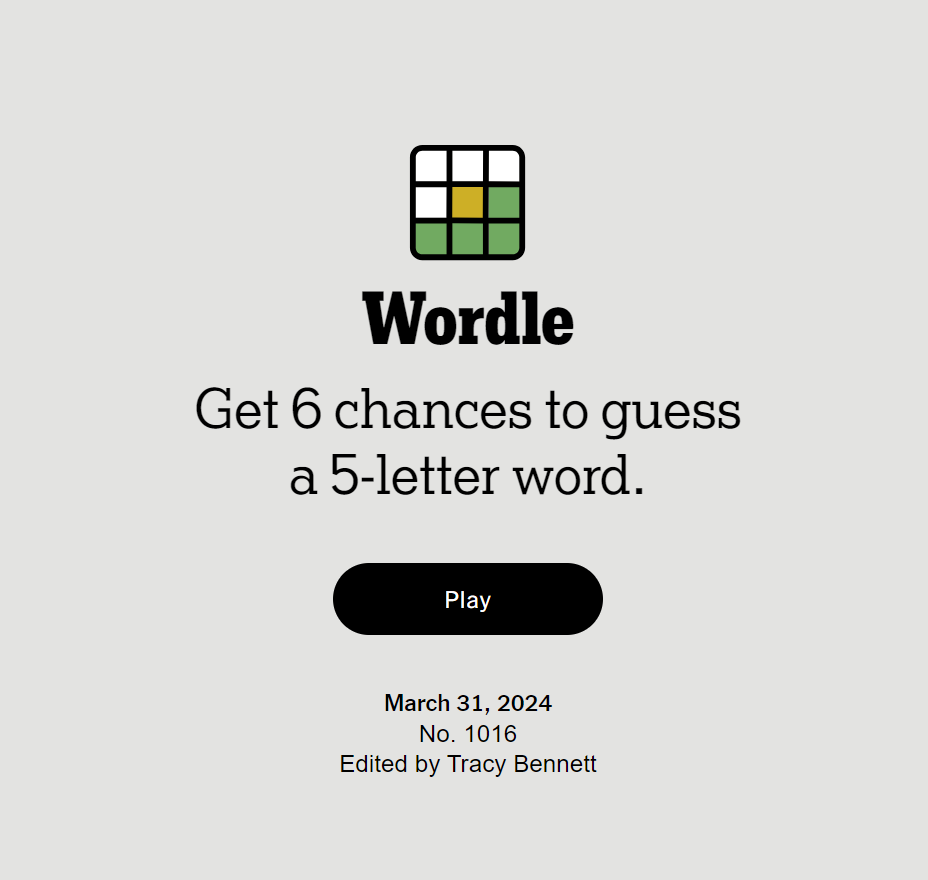 Wordle
Get 6 chances to guess
a 5-letter word.
Play
March 31, 2024
No. 1016
Edited by Tracy Bennett